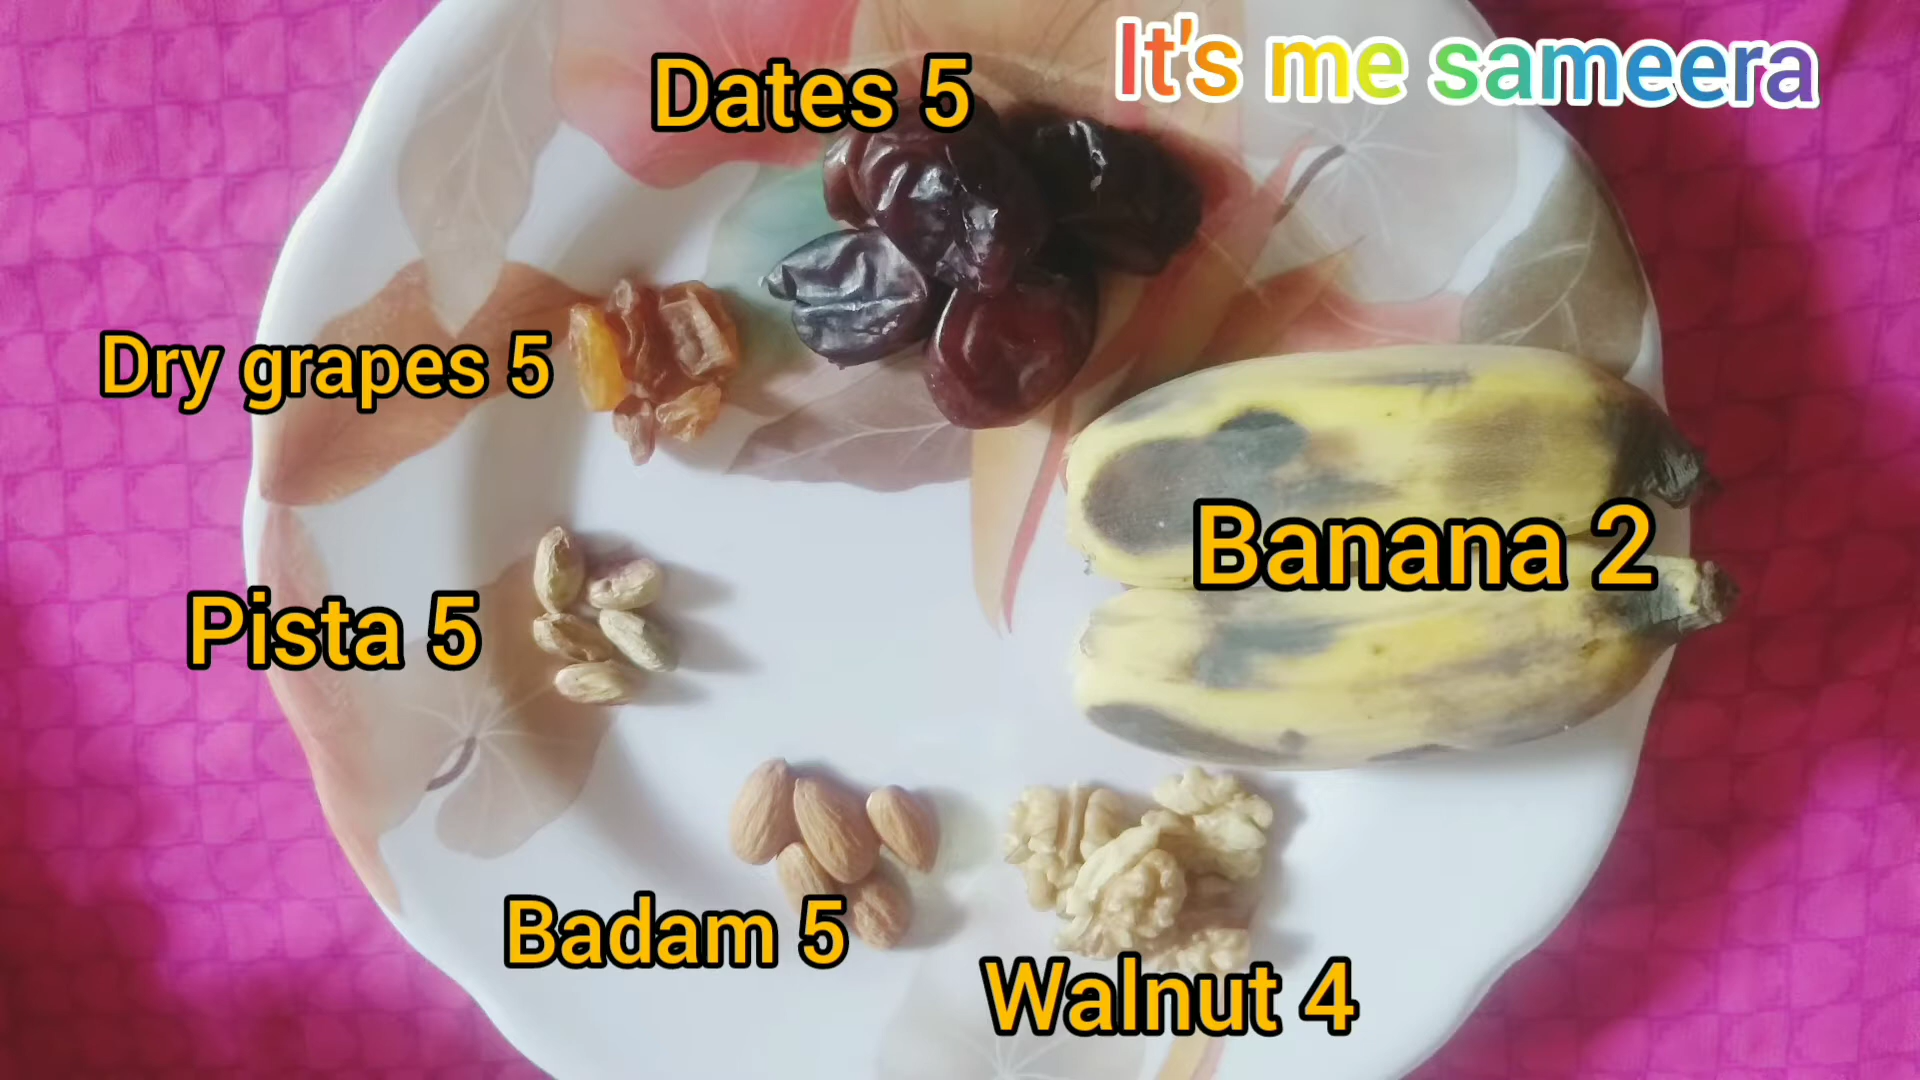 It's me sameera
Dates 5
Dry grapes 5
Banana 2
Pista 5
Badam 5
Walnut 4